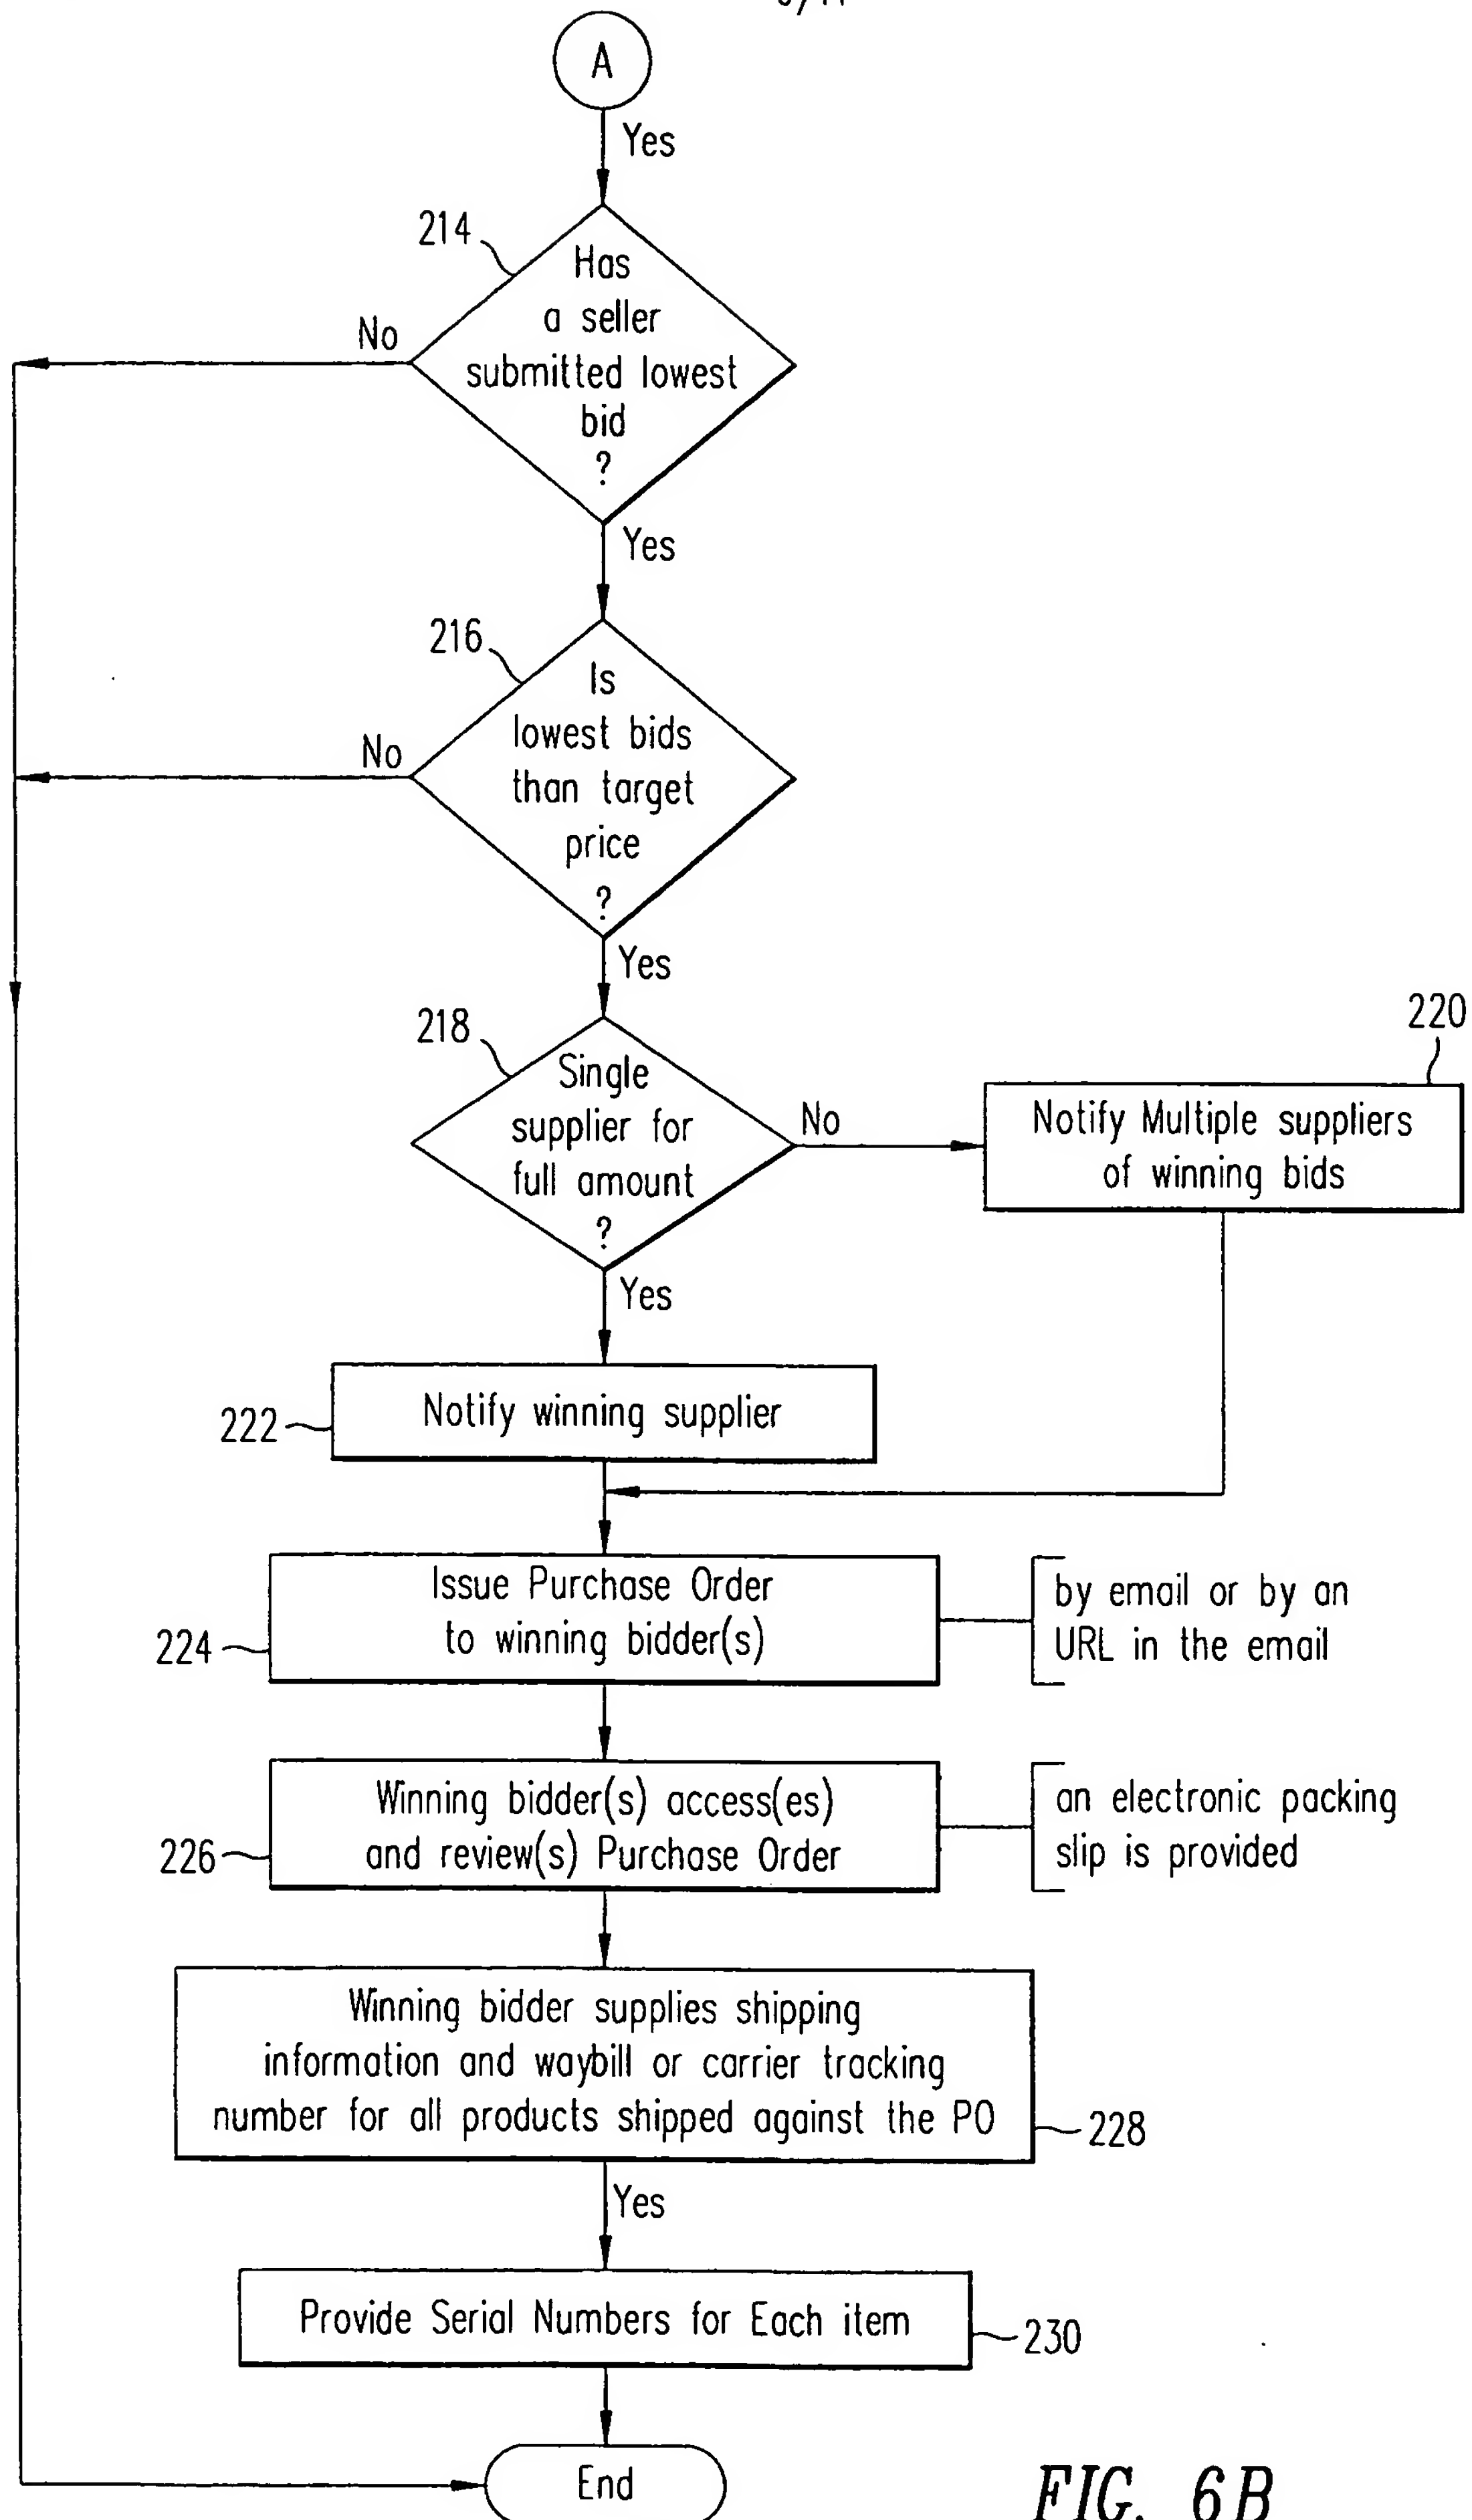 A
Yes
214
Has
a seller
submitted lowest
bid
?
No
Yes
216
Is
lowest bids
than target
price
?
No
Yes
218
Single
supplier for
full amount
?
No
220
Notify Multiple suppliers
of winning bids
Yes
222
Notify winning supplier
224
Issue Purchase Order
to winning bidder(s)
by email or by an
URL in the email
226
Winning bidder(s) access(es)
and review(s) Purchase Order
an electronic packing
slip is provided
Winning bidder supplies shipping
information and waybill or carrier tracking
number for all products shipped against the PO
228
Yes
Provide Serial Numbers for Each item
230
End
FIG. 6B